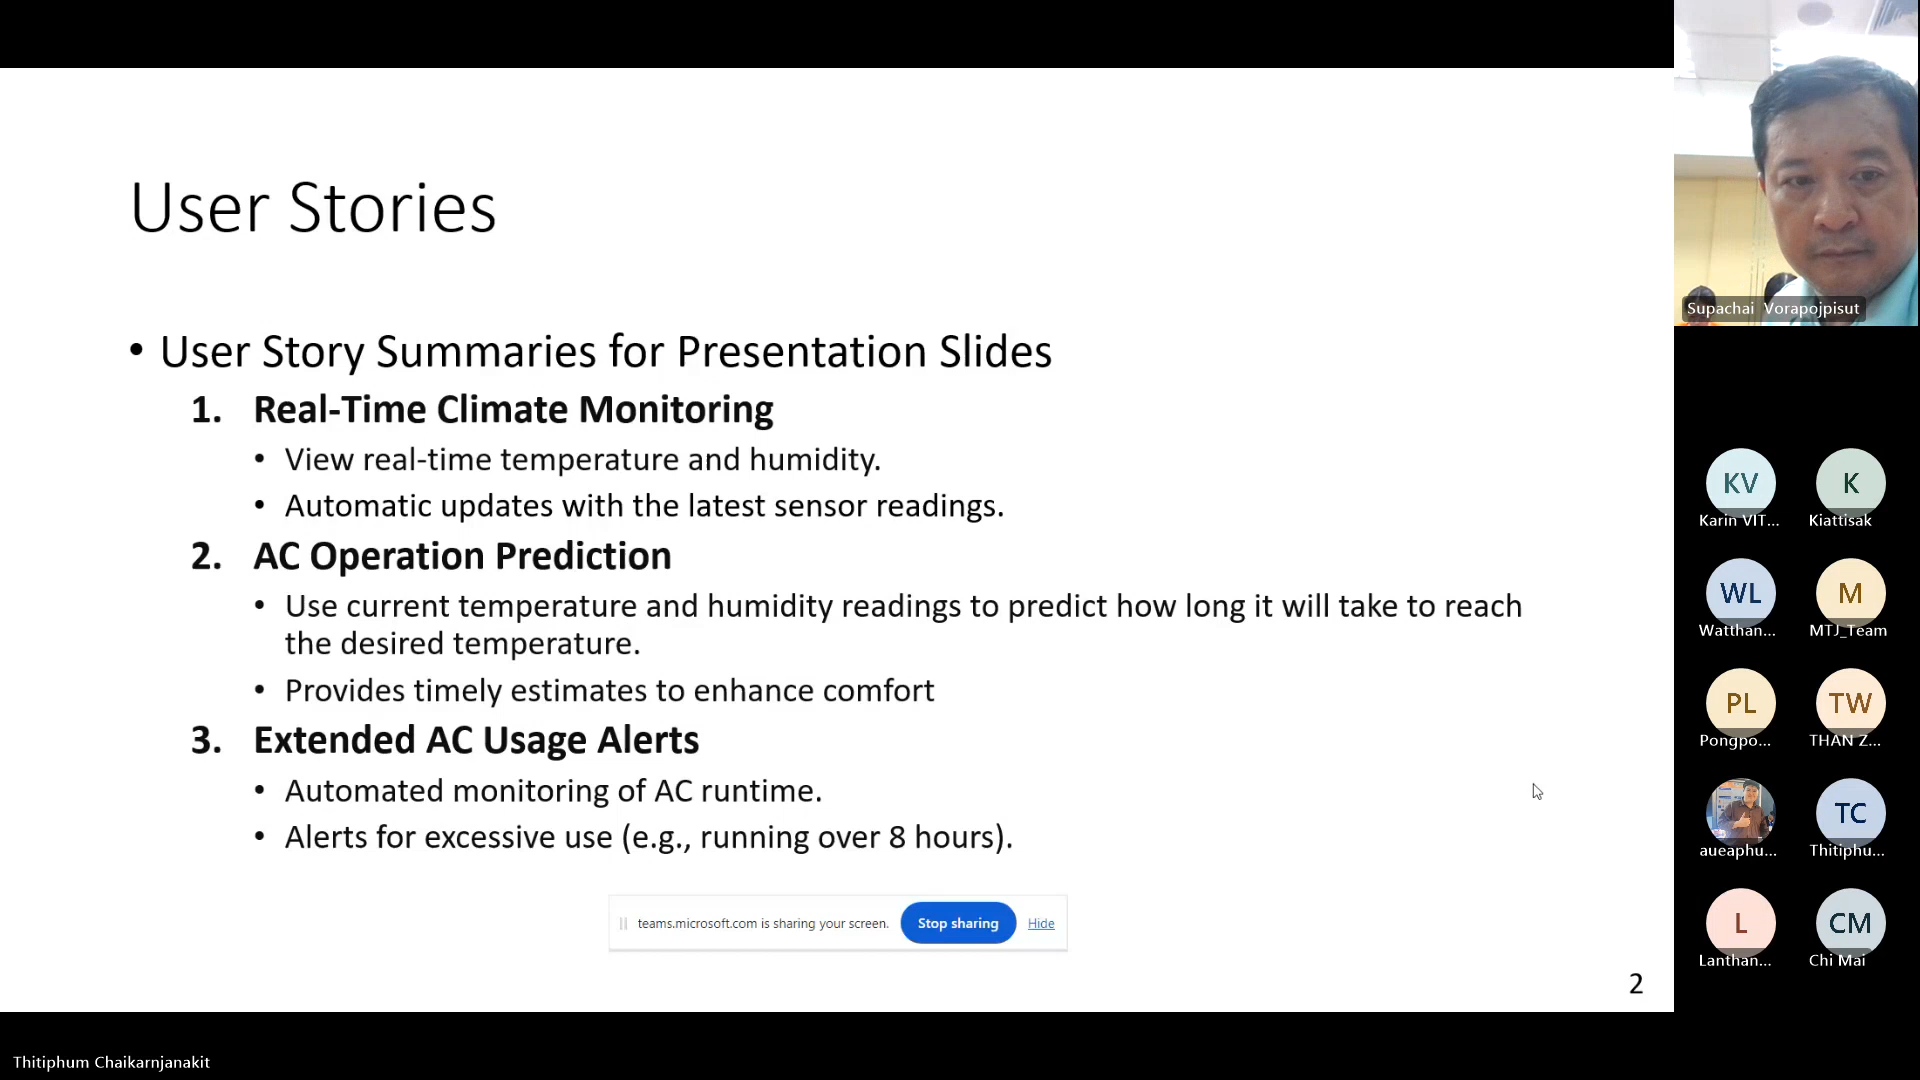 User Stories
• User Story Summaries for Presentation Slides
1. Real-Time Climate Monitoring
• View real-time temperature and humidity.
• Automatic updates with the latest sensor readings.
2. AC Operation Prediction
• Use current temperature and humidity readings to predict how long it will take to reach
the desired temperature.
• Provides timely estimates to enhance comfort
3. Extended AC Usage Alerts
• Automated monitoring of AC runtime.
• Alerts for excessive use (e.g., running over 8 hours).
teams.microsoft.com is sharing your screen. Stop sharing Hide
2
Thitiphum Chaikarnjanakit
Supachai Vorapojpisut
KV K
Karin VIT... Kiattisak
WL M
Watthan... MTJ_Team
PL TW
Pongpo... THAN Z...
TC
aueaphu... Thitiphu...
L CM
Lanthan... Chi Mai